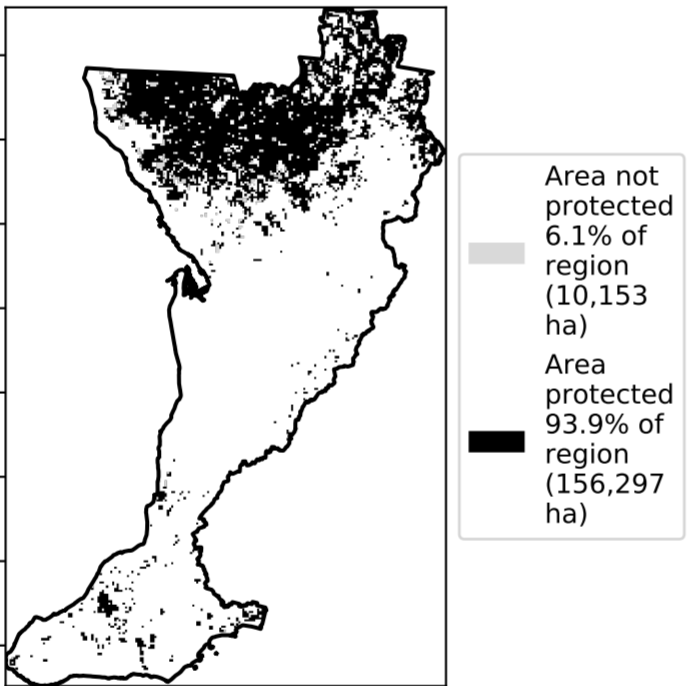 Area not
protected
6.1% of
region
(10,153
ha)
Area
protected
93.9% of
region
(156,297
ha)